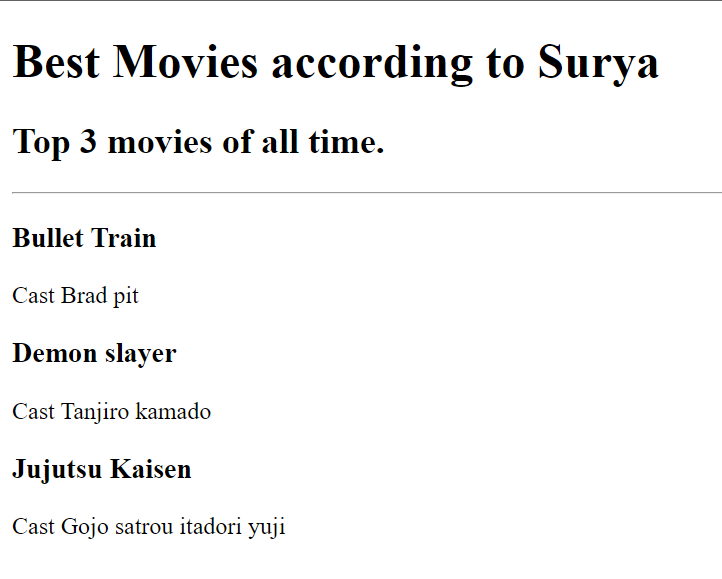 Best Movies according to Surya
Top 3 movies of all time.
Bullet Train
Cast Brad pit
Demon slayer
Cast Tanjiro kamado
Jujutsu Kaisen
Cast Gojo satrou itadori yuji